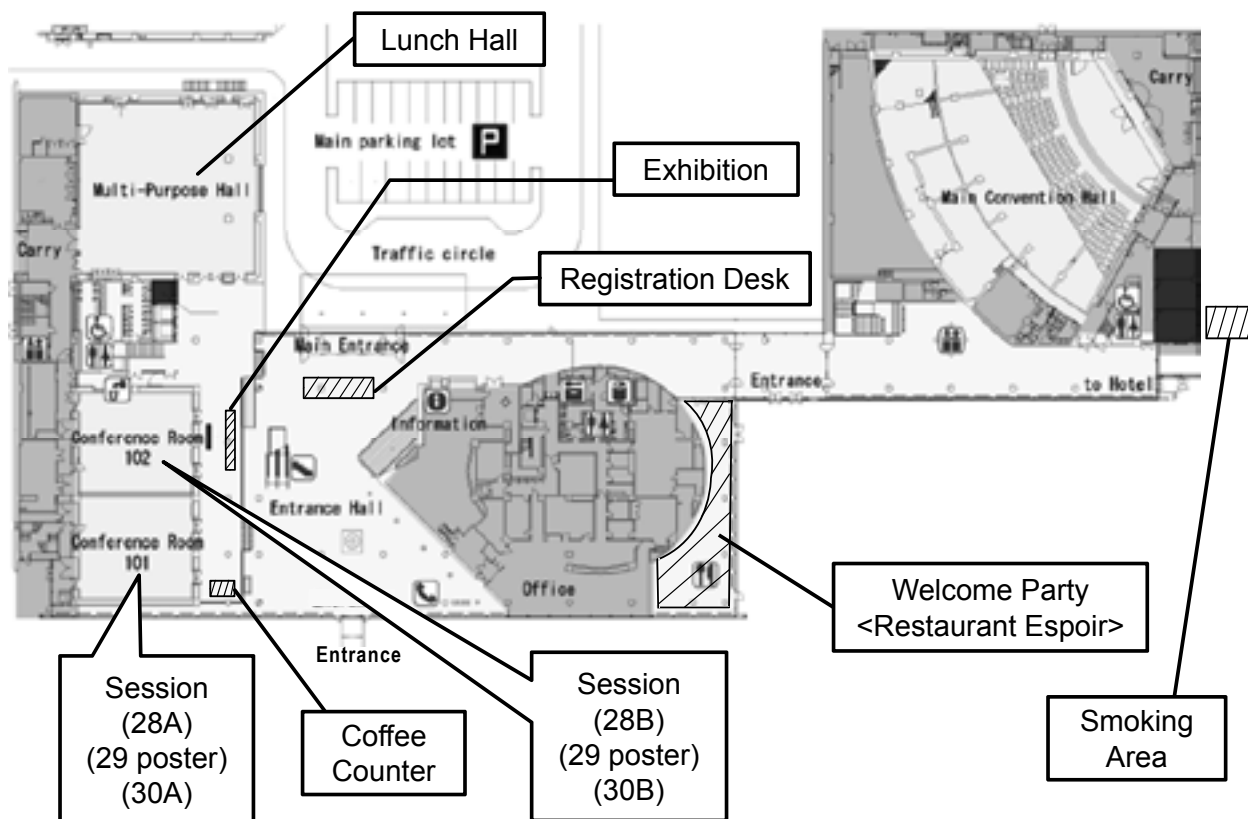 Lunch Hall
Carry
Main parking lot
P
Exhibition
Multi-Purpose Hall
Main Convention Hall
Carry
Traffic circle
Registration Desk
Main Entrance
Entrance
to Hotel
Information
Conference Room
102
Entrance Hall
Conference Room
101
Office
Welcome Party
<Restaurant Espoir>
Entrance
Session
(28A)
(29 poster)
(30A)
Coffee
Counter
Session
(28B)
(29 poster)
(30B)
Smoking
Area